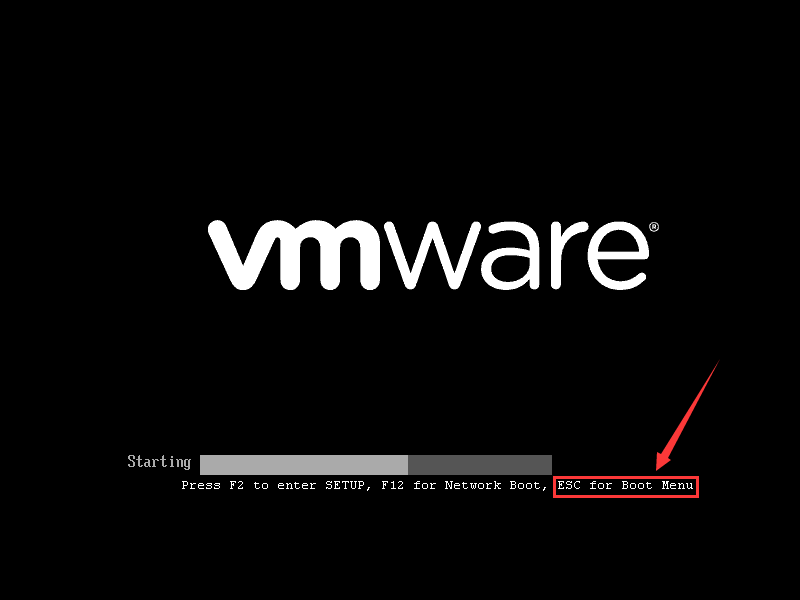 vmware®
Starting
Press F2 to enter SETUP, F12 for Network Boot, ESC for Boot Menu